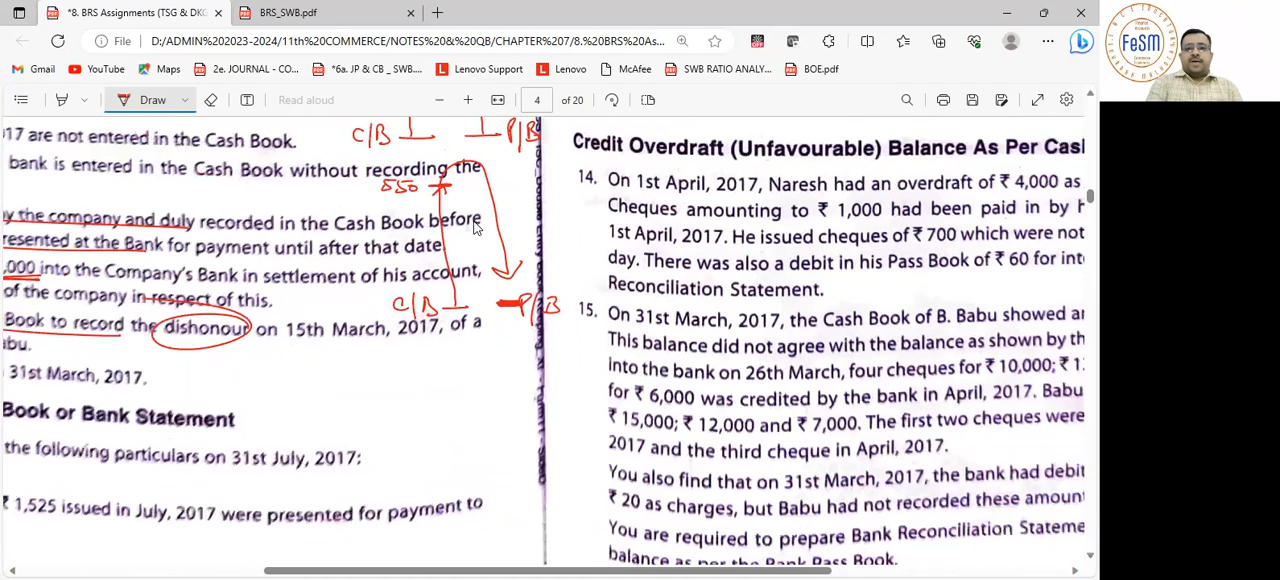 *8. BRS Assignments (TSG & DKG
BRS_SWB.pdf
File
D:/ADMIN%202023-2024/11th%20COMMERCE/NOTES%20&%20QB/CHAPTER%207/8.%20BRS%20As...
Gmail
YouTube
Maps
2e. JOURNAL - CO...
*6a. JP & CB _ SWB....
Lenovo Support
Lenovo
McAfee
SWB RATIO ANALY...
BOE.pdf
Draw
Read aloud
4
of 20
FeSM
C/B
P/B
017 are not entered in the Cash Book.
bank is entered in the Cash Book without recording the
550
by the company and duly recorded in the Cash Book before
resented at the Bank for payment until after that date
,000 into the Company's Bank in settlement of his account,
of the company in respect of this.
C/B
P/B
Book to record the dishonour on 15th March, 2017, of a
abu.
31st March, 2017.
Book or Bank Statement
the following particulars on 31st July, 2017:
₹ 1,525 issued in July, 2017 were presented for payment to
Credit Overdraft (Unfavourable) Balance As Per Cas
14. On 1st April, 2017, Naresh had an overdraft of ₹ 4,000 as
Cheques amounting to ₹ 1,000 had been paid in by h
1st April, 2017. He issued cheques of ₹ 700 which were not
day. There was also a debit in his Pass Book of ₹ 60 for int
Reconciliation Statement.
15. On 31st March, 2017, the Cash Book of B. Babu showed an
This balance did not agree with the balance as shown by th
into the bank on 26th March, four cheques for ₹ 10,000; ₹ 1
for ₹ 6,000 was credited by the bank in April, 2017. Babu
₹ 15,000; ₹ 12,000 and ₹ 7,000. The first two cheques were
2017 and the third cheque in April, 2017.
You also find that on 31st March, 2017, the bank had debit
₹ 20 as charges, but Babu had not recorded these amoun
You are required to prepare Bank Reconciliation Stateme
balance as per the Bank Pass Book.